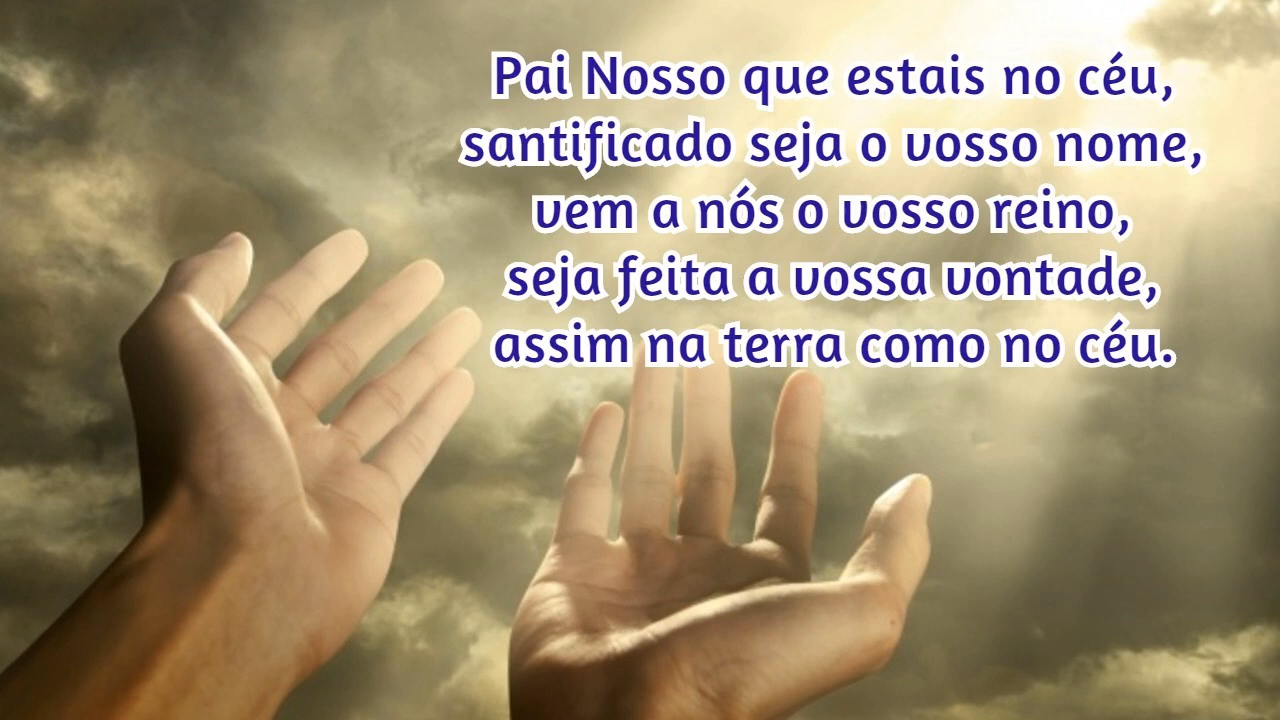 Pai Nosso que estais no céu,
santificado seja o vosso nome,
vem a nós o vosso reino,
seja feita a vossa vontade,
assim na terra como no céu.